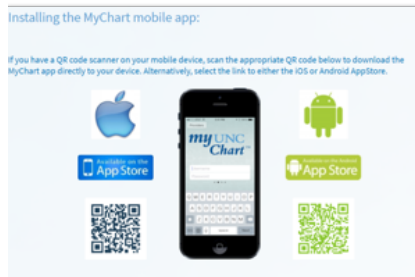 Installing the MyChart mobile app:
If you have a QR code scanner on your mobile device, scan the appropriate QR code below to download the
MyChart app directly to your device. Alternatively, select the link to either the iOS or Android AppStore.
my UNC
Chart
Available on the
App Store
Available on the Android
App Store